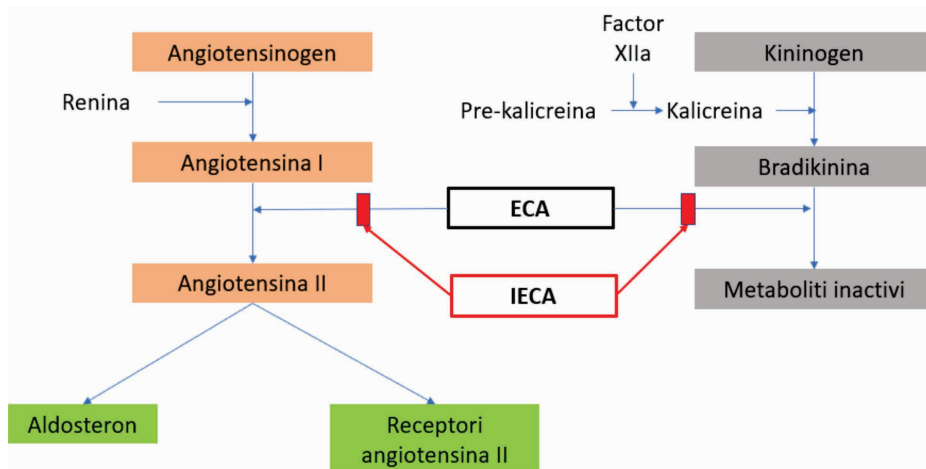 Angiotensinogen
Factor
XIIa
Kininogen
Renina
Pre-kalicreina
Kalicreina
Angiotensina I
Bradikinina
ECA
Angiotensina II
IECA
Metaboliti inactivi
Aldosteron
Receptori
angiotensina II